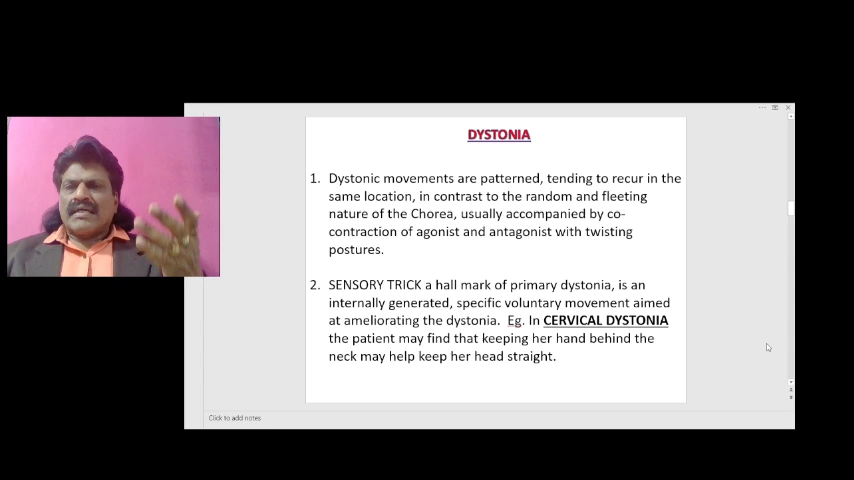 DYSTONIA
1. Dystonic movements are patterned, tending to recur in the
same location, in contrast to the random and fleeting
nature of the Chorea, usually accompanied by co-
contraction of agonist and antagonist with twisting
postures.
2. SENSORY TRICK a hall mark of primary dystonia, is an
internally generated, specific voluntary movement aimed
at ameliorating the dystonia. Eg. In CERVICAL DYSTONIA
the patient may find that keeping her hand behind the
neck may help keep her head straight.
Click to add notes